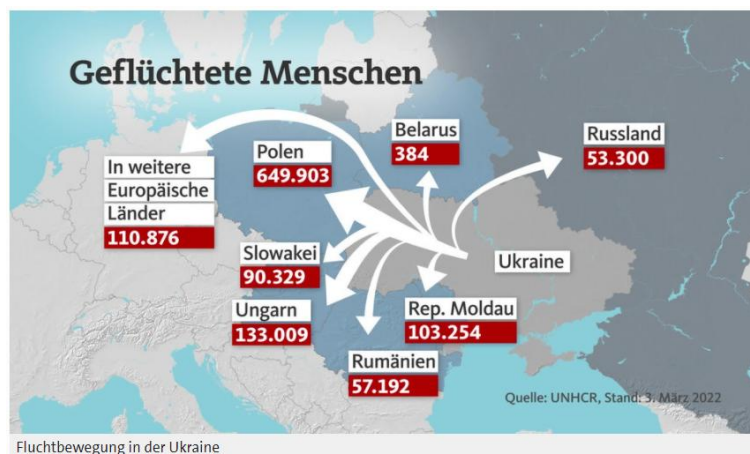 Geflüchtete Menschen
Belarus
384
Russland
53.300
Polen
649.903
In weitere
Europäische
Länder
110.876
Slowakei
90.329
Ukraine
Ungarn
133.009
Rep. Moldau
103.254
Rumänien
57.192
Quelle: UNHCR, Stand: 3. März 2022
Fluchtbewegung in der Ukraine